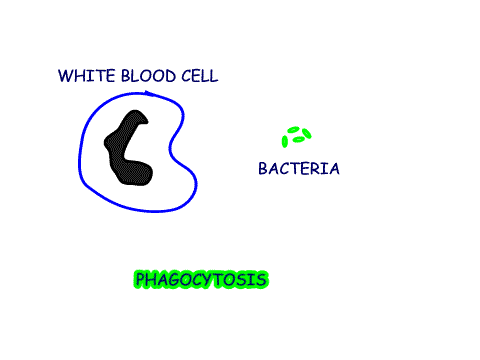 WHITE BLOOD CELL
BACTERIA
PHAGOCYTOSIS